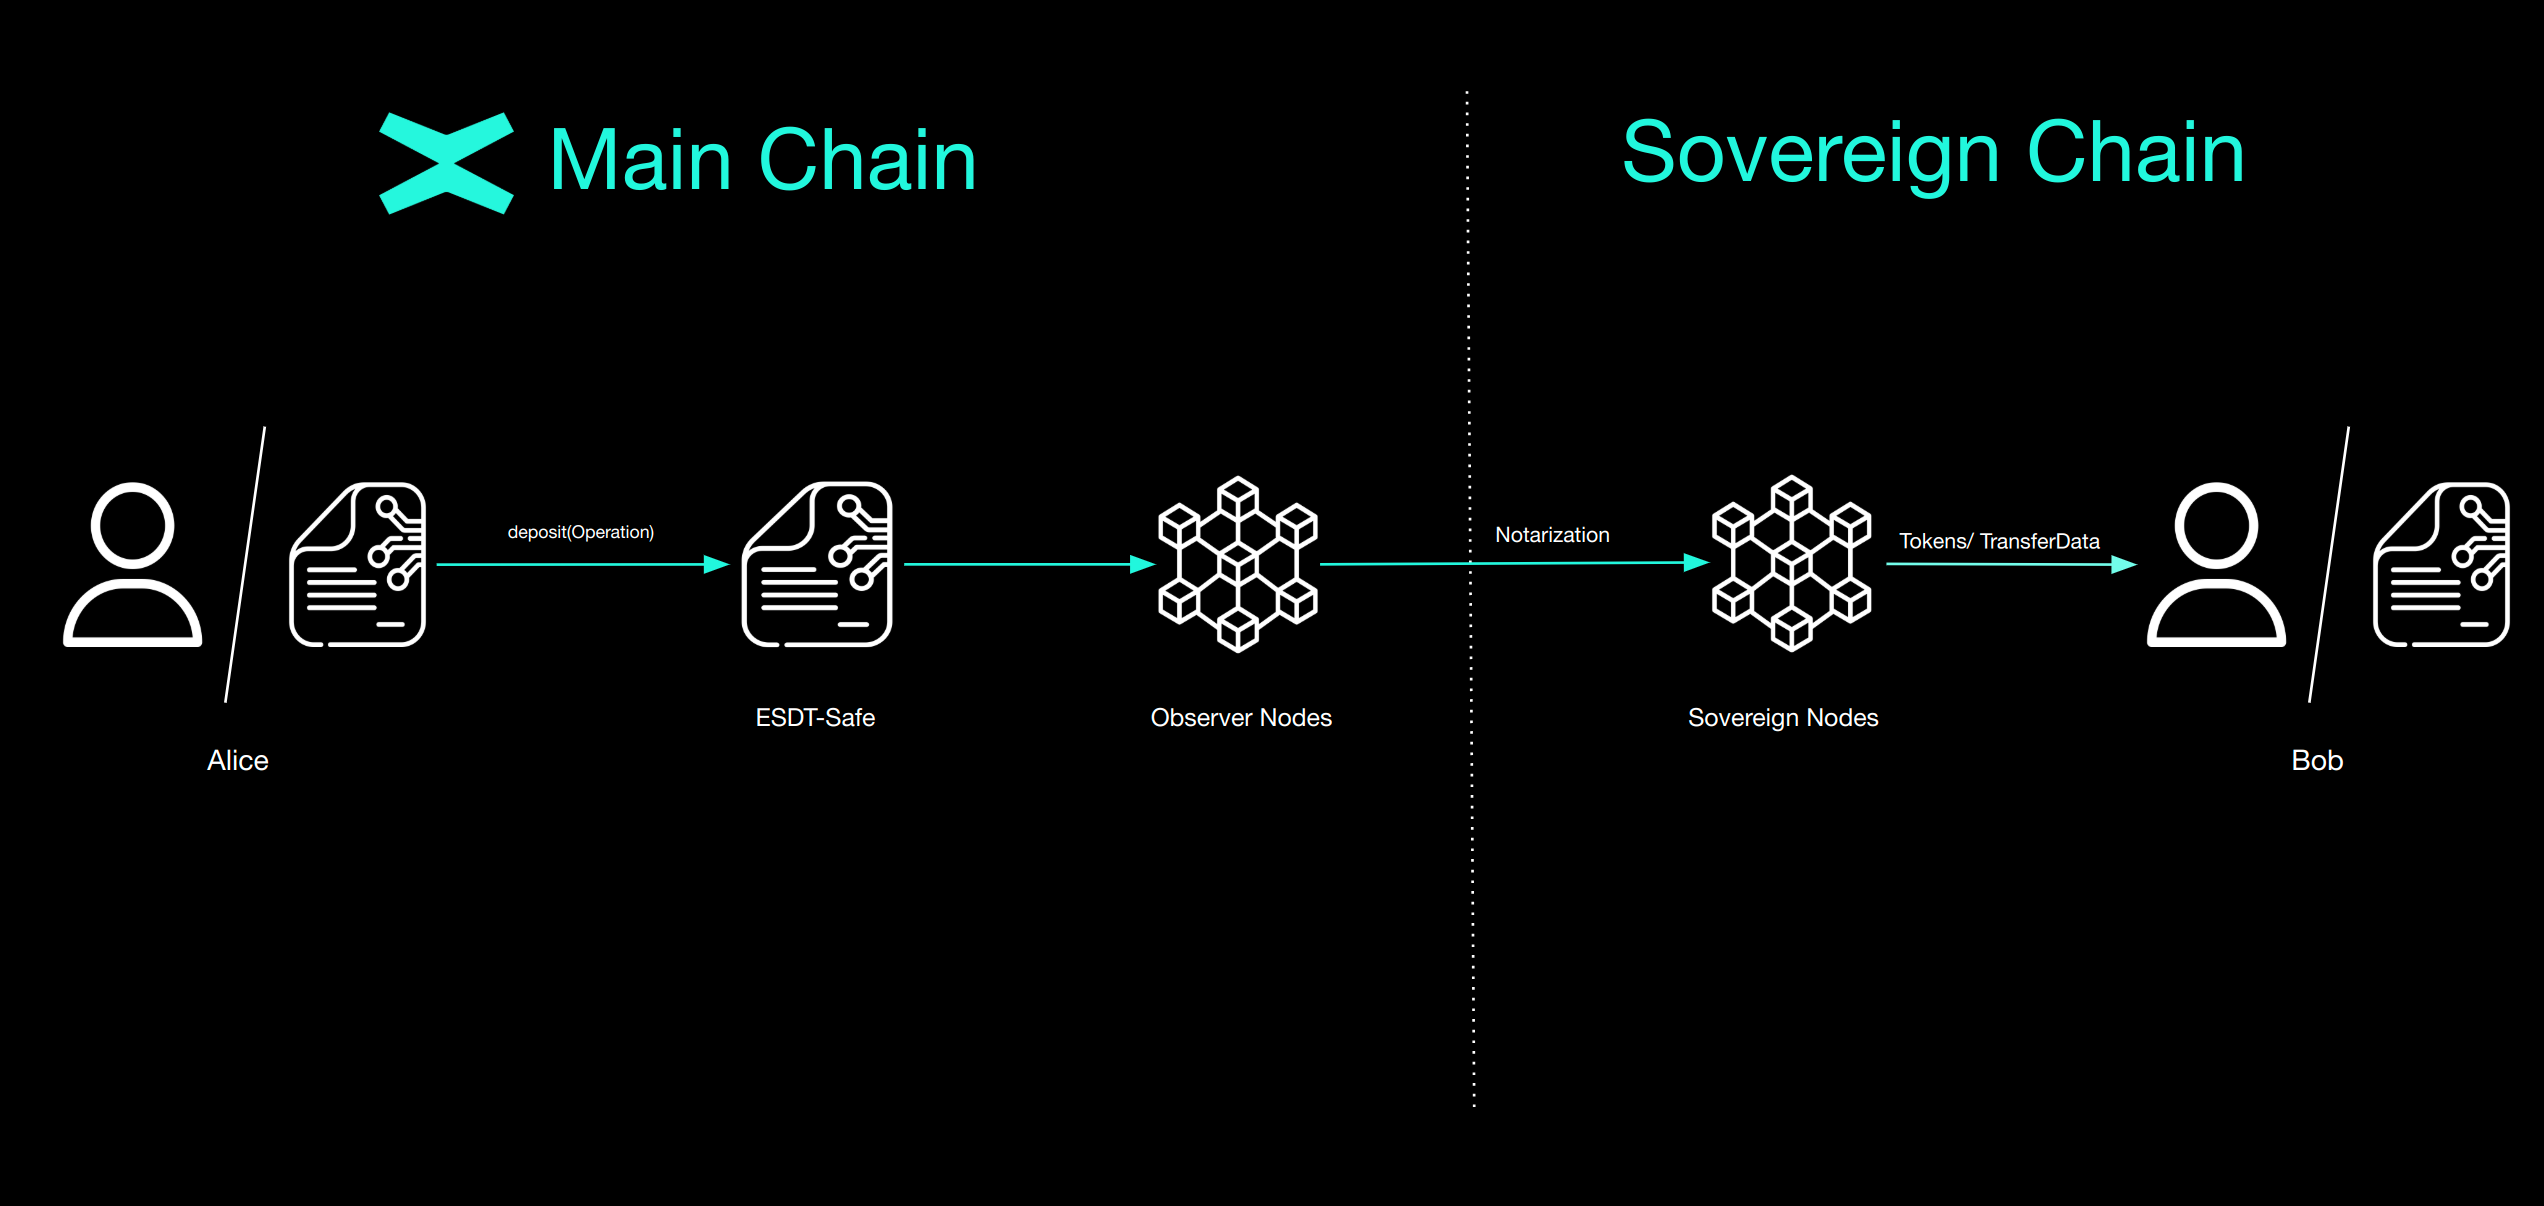 Main Chain
Sovereign Chain
deposit(Operation)
Notarization
Tokens/ TransferData
ESDT-Safe
Observer Nodes
Sovereign Nodes
Alice
Bob